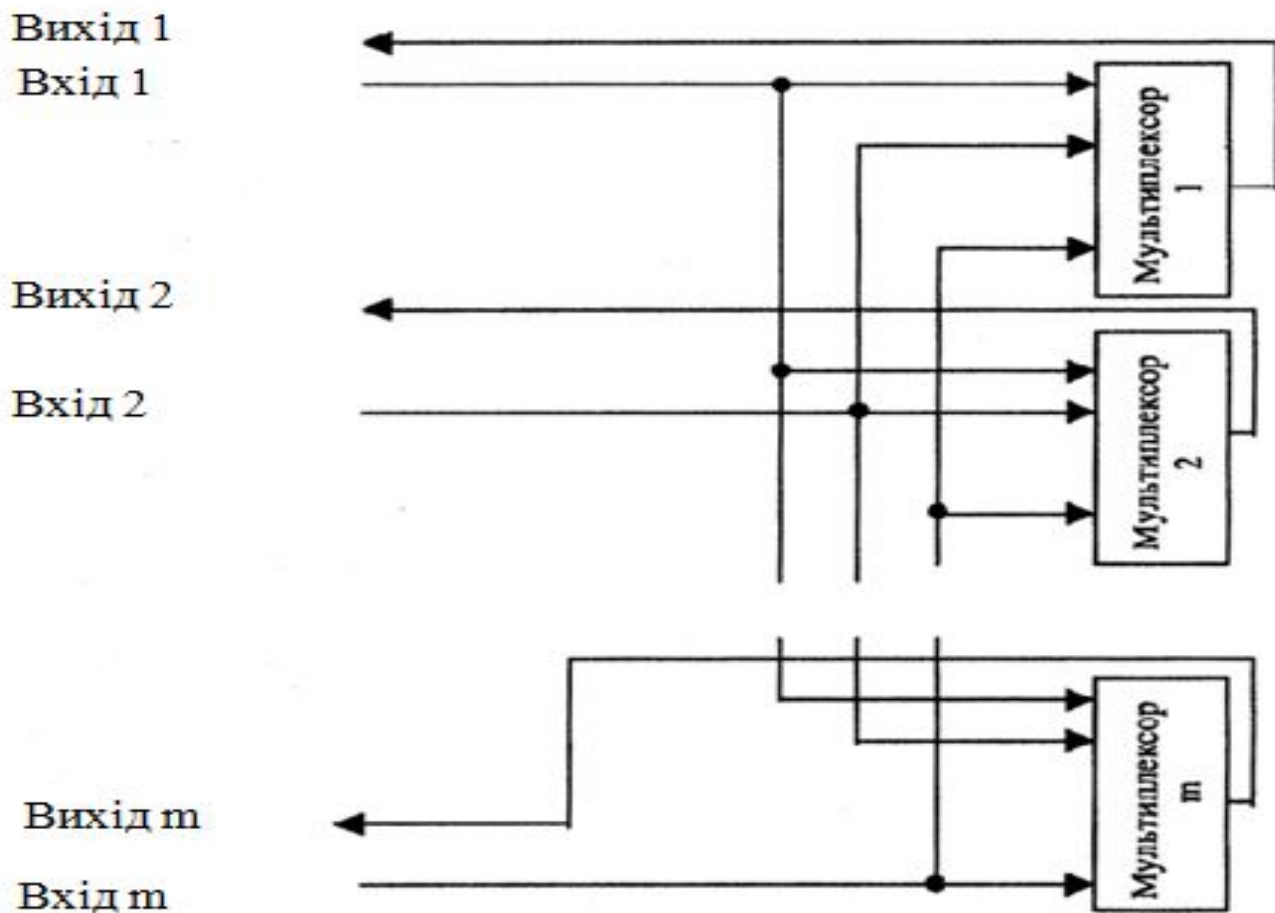 Вихід 1
Вхід 1
Мультиплексор
1
Вихід 2
Вхід 2
Мультиплексор
2
Вихід m
Вхід m
Мультиплексор
m